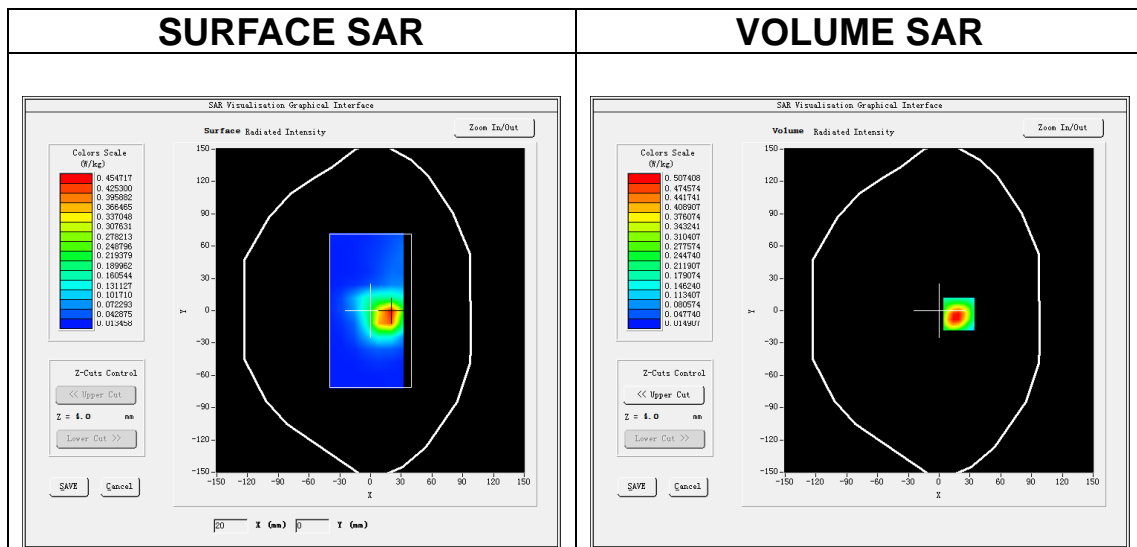 SURFACE SAR
VOLUME SAR
SAR Visualisation Graphical Interface
Surface Radiated Intensity
Zoom In/Out
Colors Scale
(W/kg)
0.454717
0.425300
0.395882
0.366465
0.337048
0.307631
0.278213
0.248796
0.219379
0.189962
0.160544
0.131127
0.101710
0.072293
0.042875
0.013458
150
120
90
60
30
0
-30
-60
-90
-120
-150
Y
-150 -120 -90 -60 -30 0 30 60 90 120 150
X
Z-Cuts Control
<< Upper Cut
Z = 4.0 mm
Lower Cut >>
SAVE Cancel
20 X (mm) 0 Y (mm)
SAR Visualisation Graphical Interface
Volume Radiated Intensity
Zoom In/Out
Colors Scale
(W/kg)
0.507408
0.474574
0.441741
0.408907
0.376074
0.343241
0.310407
0.277574
0.244740
0.211907
0.179074
0.146240
0.113407
0.080574
0.047740
0.014907
150
120
90
60
30
0
-30
-60
-90
-120
-150
Y
-150 -120 -90 -60 -30 0 30 60 90 120 150
X
Z-Cuts Control
<< Upper Cut
Z = 4.0 mm
Lower Cut >>
SAVE Cancel